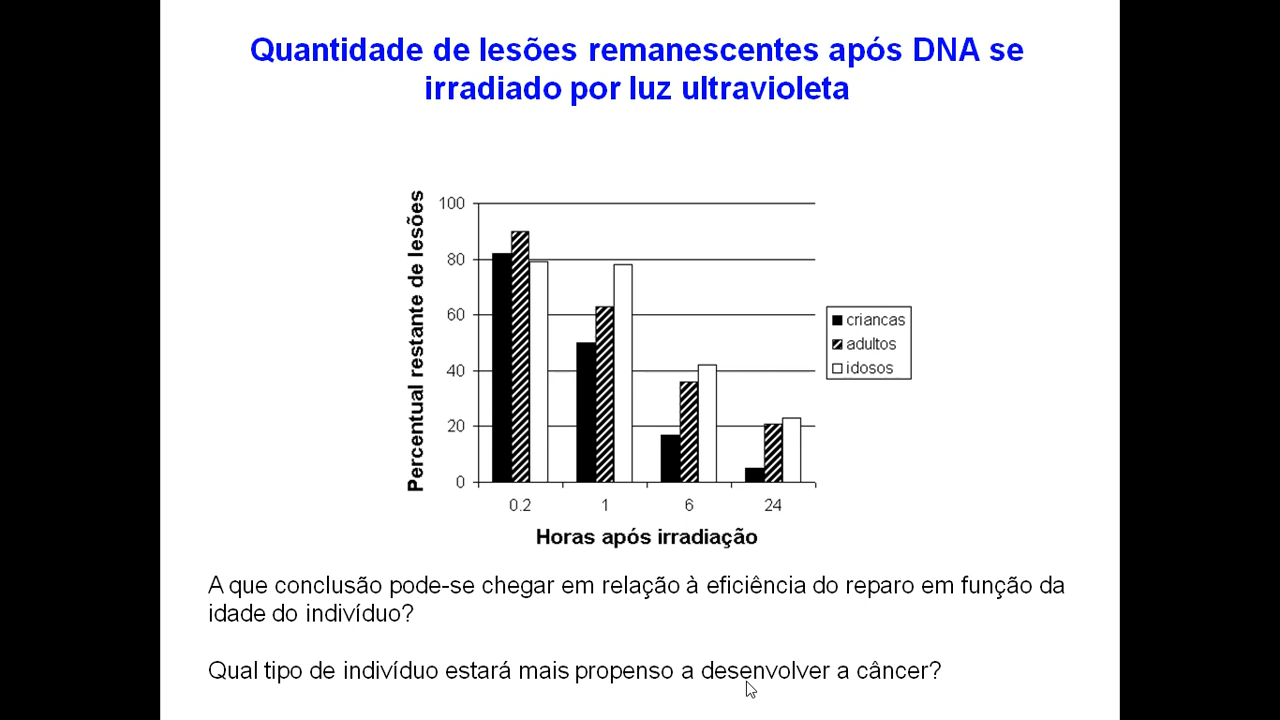 Quantidade de lesões remanescentes após DNA se
irradiado por luz ultravioleta
Percentual restante de lesões
100
80
60
40
20
0
0.2
1
6
24
Horas após irradiação
criancas
adultos
idosos
A que conclusão pode-se chegar em relação à eficiência do reparo em função da
idade do indivíduo?
Qual tipo de indivíduo estará mais propenso a desenvolver a câncer?